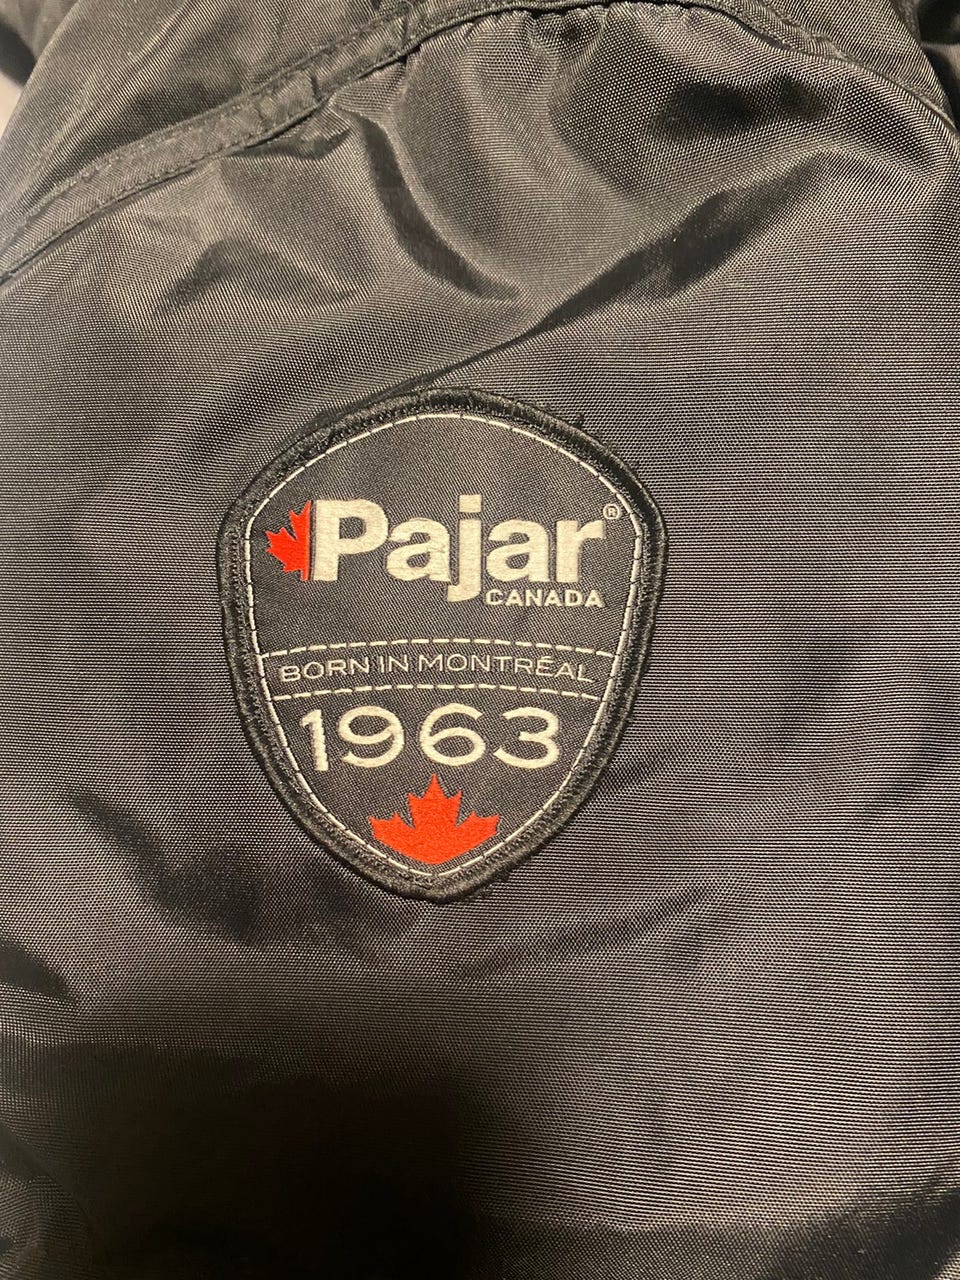 Pajar®
CANADA
BORN IN MONTRÉAL
1963